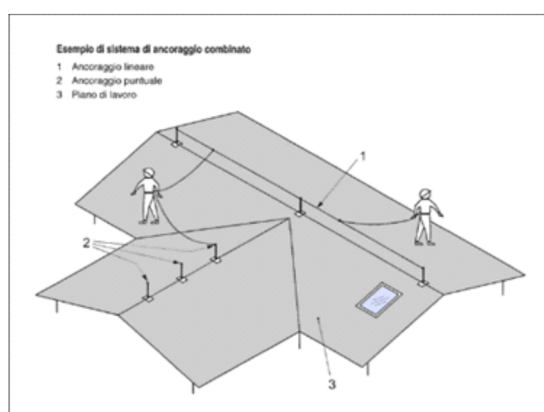 Esempio di sistema di ancoraggio combinato
1 Ancoraggio lineare
2 Ancoraggio puntuale
3 Piano di lavoro
1
2
3